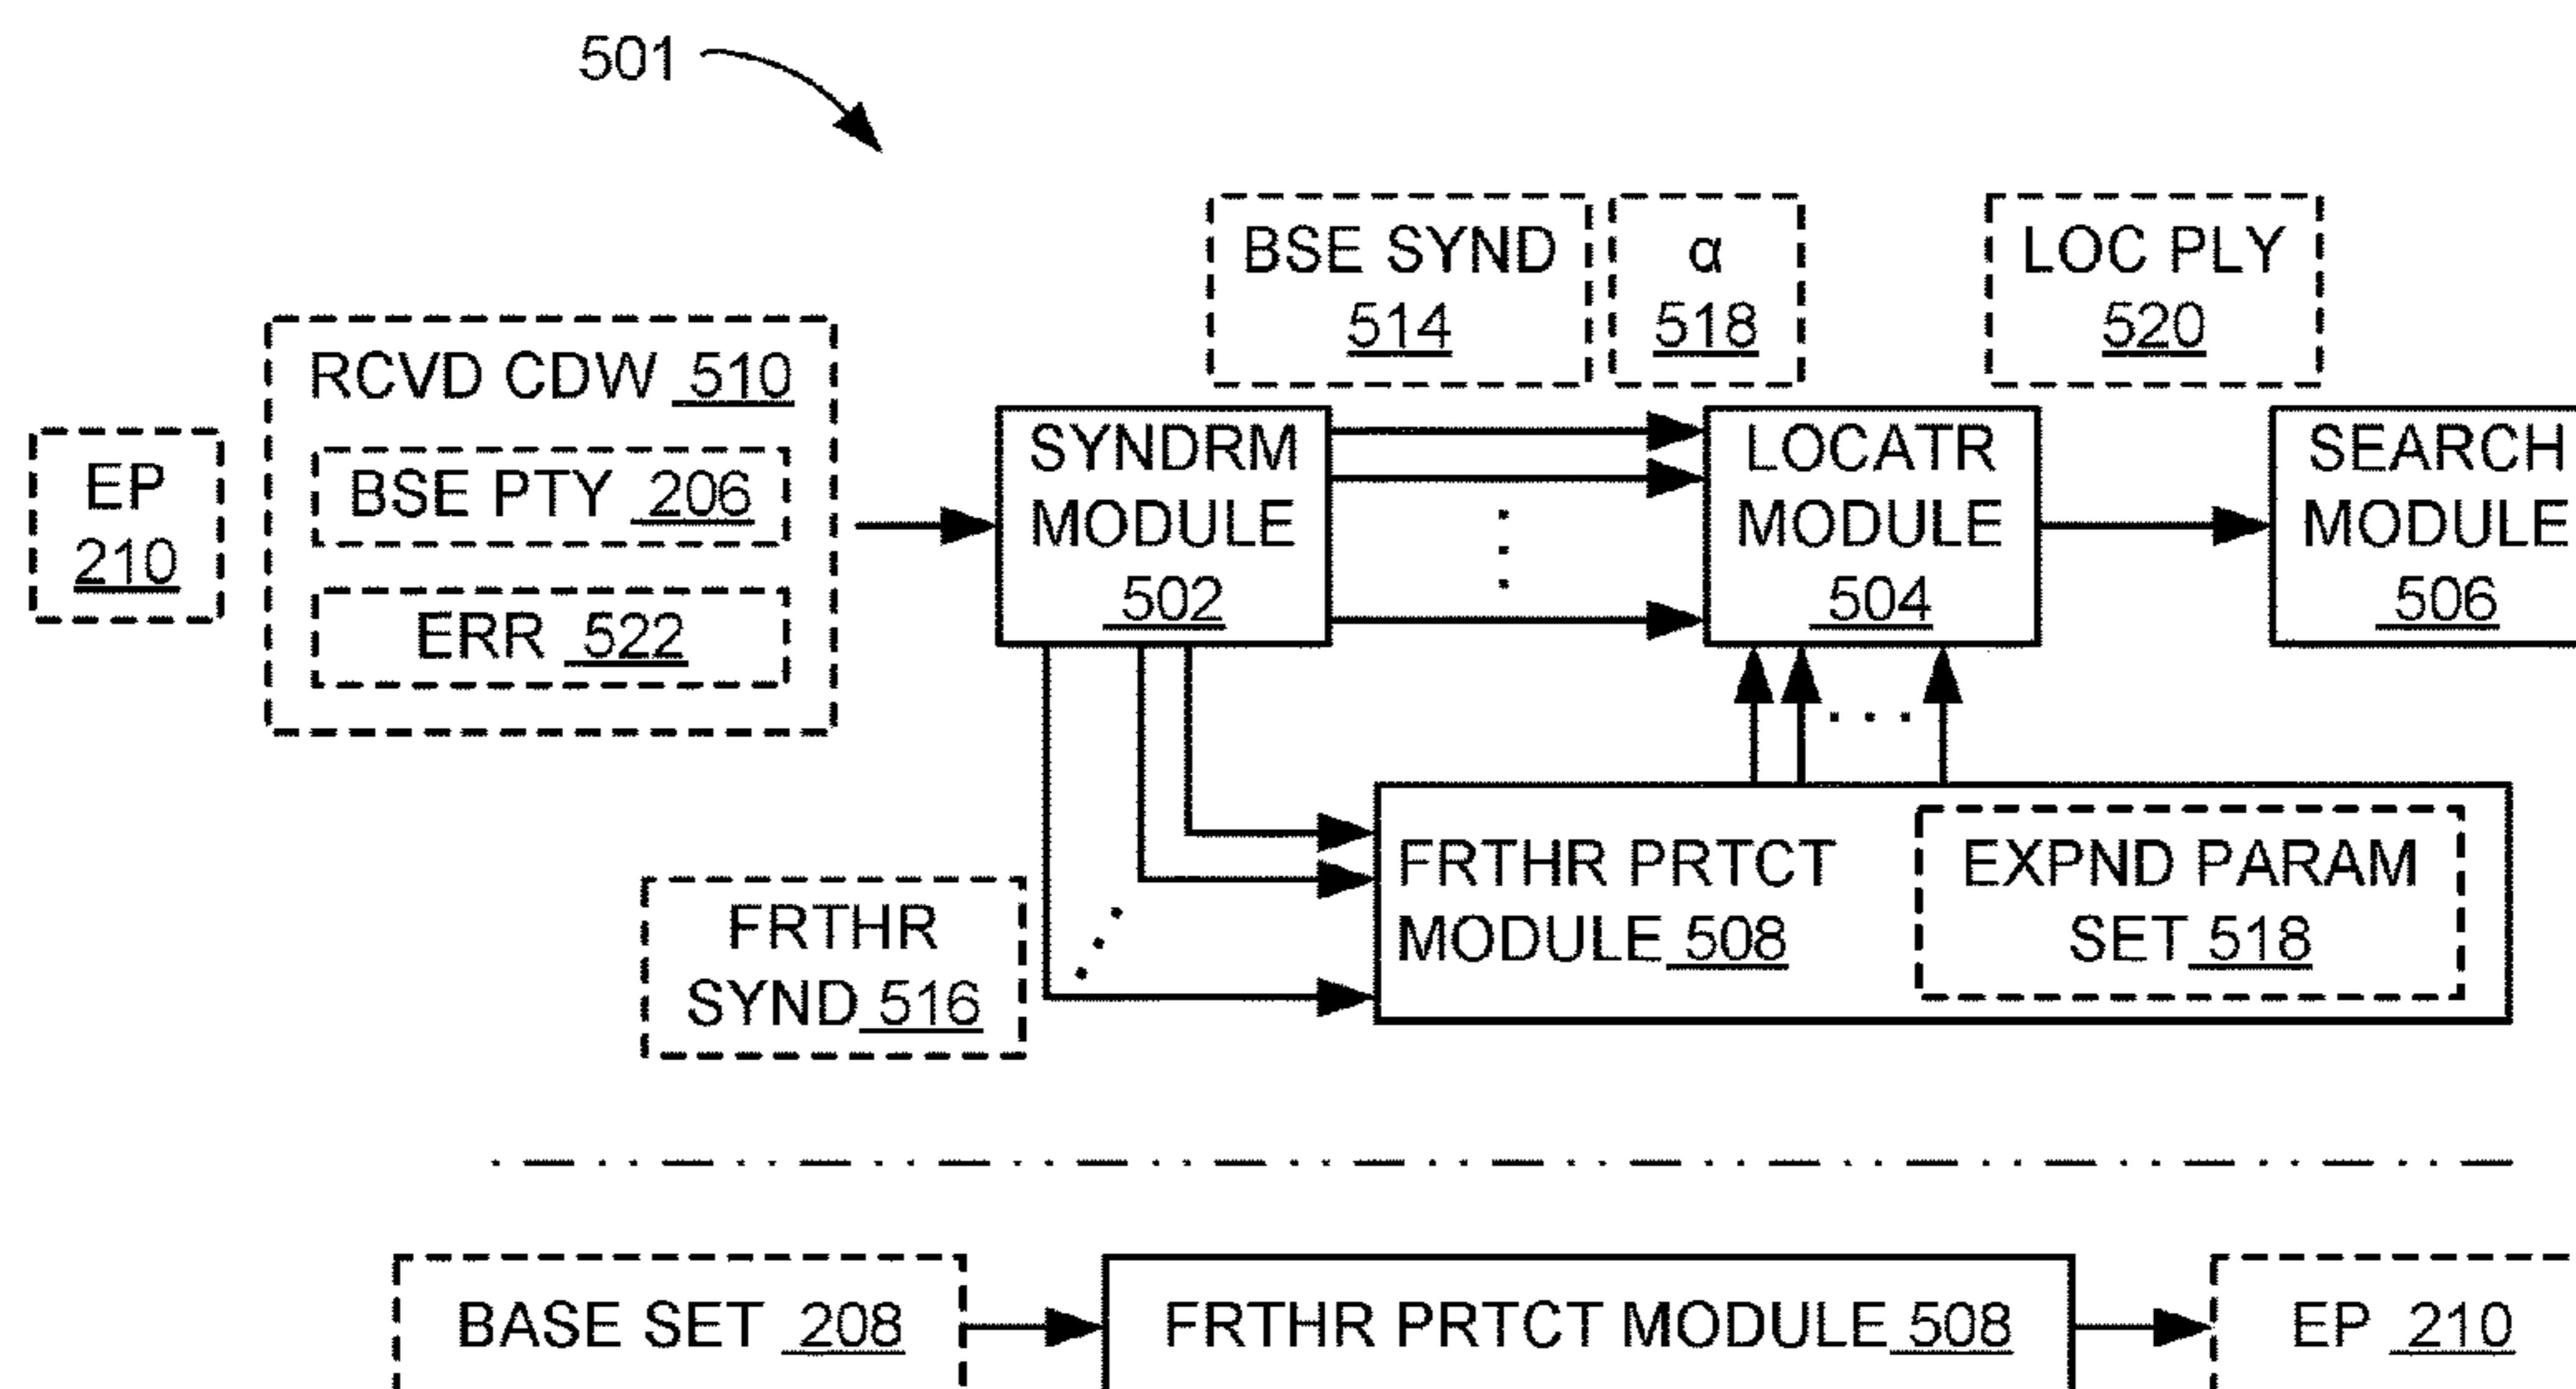 501
EP
210
RCVD CDW 510
BSE PTY 206
ERR 522
BSE SYND
514
α
518
LOC PLY
520
SYNDRM
MODULE
502
LOCATR
MODULE
504
SEARCH
MODULE
506
FRTHR
SYND 516
FRTHR PRTCT
MODULE 508
EXPND PARAM
SET 518
BASE SET 208
FRTHR PRTCT MODULE 508
EP 210